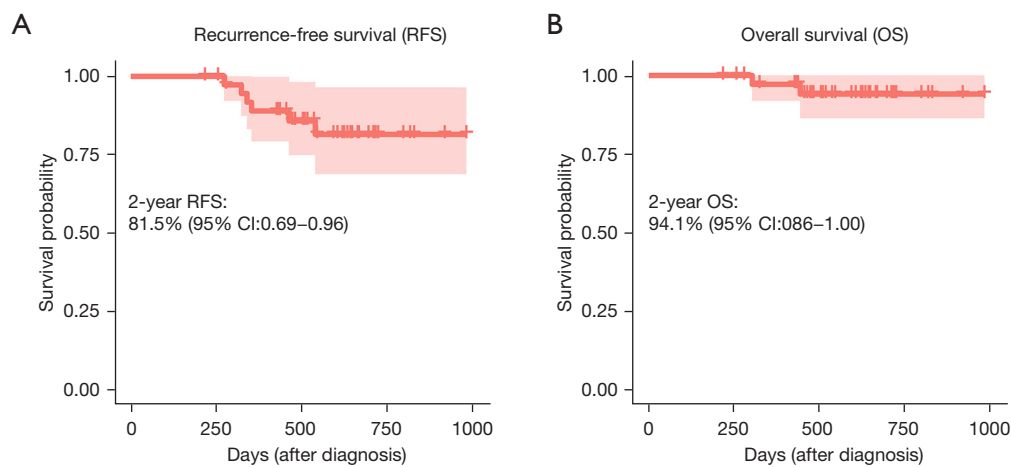 A
Recurrence-free survival (RFS)
1.00
0.75
0.50
0.25
0.00
Survival probability
2-year RFS:
81.5% (95% CI:0.69–0.96)
0 250 500 750 1000
Days (after diagnosis)
B
Overall survival (OS)
1.00
0.75
0.50
0.25
0.00
Survival probability
2-year OS:
94.1% (95% CI:086–1.00)
0 250 500 750 1000
Days (after diagnosis)